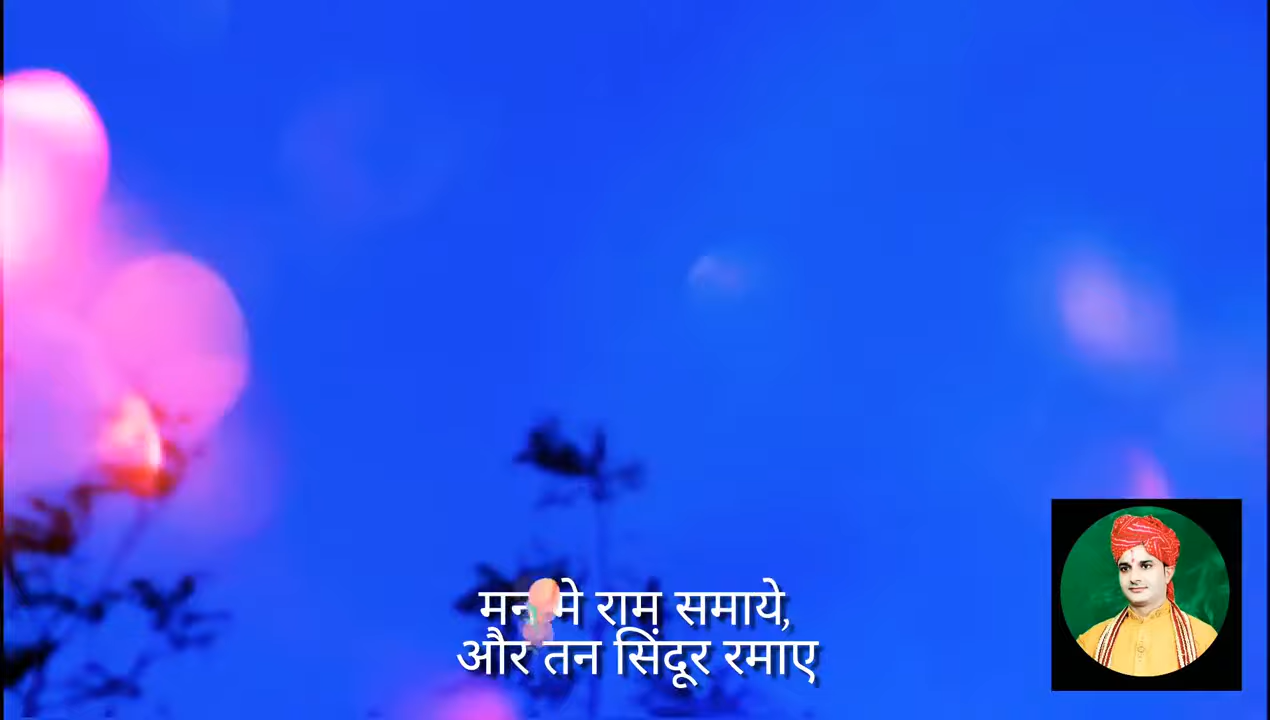 मन मे राम समाये,
और तन सिंदूर रमाए